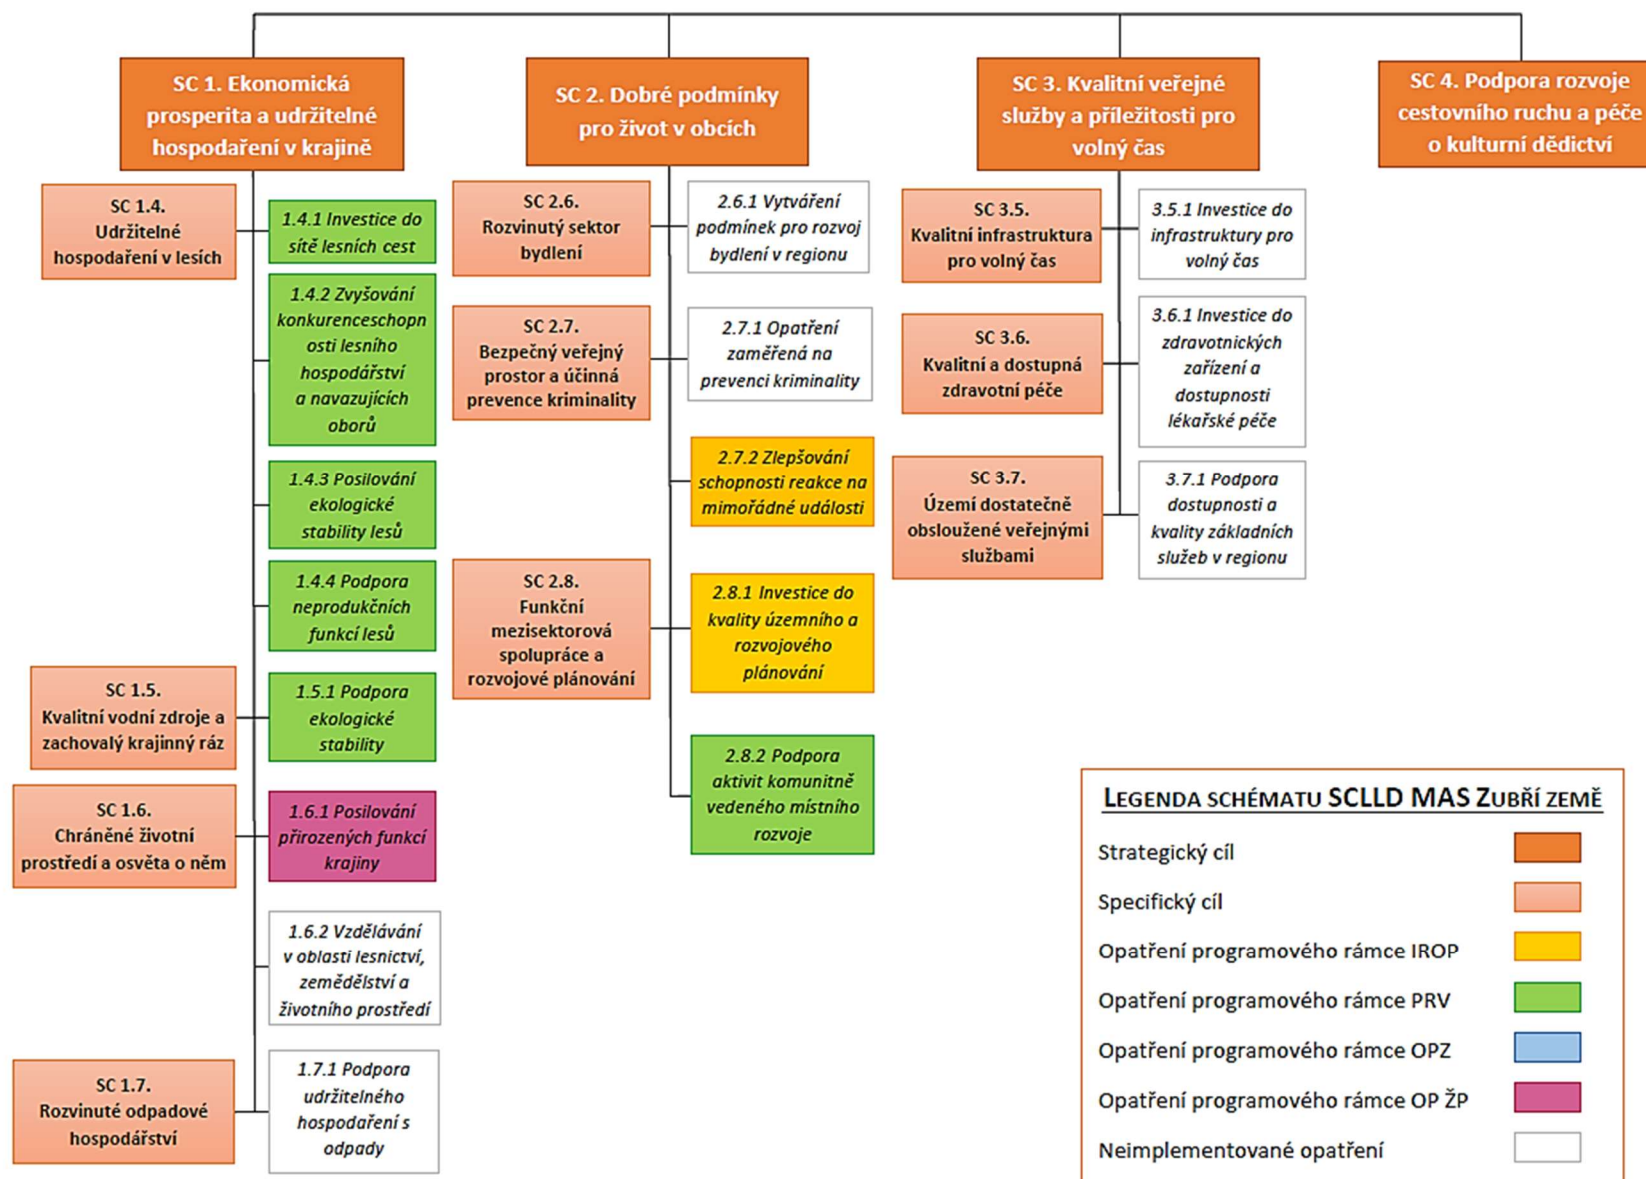 SC 1. Ekonomická
prosperita a udržitelné
hospodaření v krajině
SC 2. Dobré podmínky
pro život v obcích
SC 3. Kvalitní veřejné
služby a příležitosti pro
volný čas
SC 4. Podpora rozvoje
cestovního ruchu a péče
o kulturní dědictví
SC 1.4.
Udržitelné
hospodaření v lesích
1.4.1 Investice do
sítě lesních cest
1.4.2 Zvyšování
konkurenceschopn
osti lesního
hospodářství
a navazujících
oborů
1.4.3 Posilování
ekologické
stability lesů
1.4.4 Podpora
neprodukčních
funkcí lesů
SC 1.5.
Kvalitní vodní zdroje a
zachovalý krajinný ráz
1.5.1 Podpora
ekologické
stability
SC 1.6.
Chráněné životní
prostředí a osvěta o něm
1.6.1 Posilování
přirozených funkcí
krajiny
1.6.2 Vzdělávání
v oblasti lesnictví,
zemědělství a
životního prostředí
SC 1.7.
Rozvinuté odpadové
hospodářství
1.7.1 Podpora
udržitelného
hospodaření s
odpady
SC 2.6.
Rozvinutý sektor
bydlení
2.6.1 Vytváření
podmínek pro rozvoj
bydlení v regionu
SC 2.7.
Bezpečný veřejný
prostor a účinná
prevence kriminality
2.7.1 Opatření
zaměřená na
prevenci kriminality
2.7.2 Zlepšování
schopnosti reakce na
mimořádné události
SC 2.8.
Funkční
mezisektorová
spolupráce a
rozvojové plánování
2.8.1 Investice do
kvality územního a
rozvojového
plánování
2.8.2 Podpora
aktivit komunitně
vedeného místního
rozvoje
SC 3.5.
Kvalitní infrastruktura
pro volný čas
3.5.1 Investice do
infrastruktury pro
volný čas
SC 3.6.
Kvalitní a dostupná
zdravotní péče
3.6.1 Investice do
zdravotnických
zařízení a
dostupnosti
lékařské péče
SC 3.7.
Území dostatečně
obsloužené veřejnými
službami
3.7.1 Podpora
dostupnosti a
kvality základních
služeb v regionu
LEGENDA SCHÉMATU SCLLD MAS ZUBŘÍ ZEMĚ
Strategický cíl
Specifický cíl
Opatření programového rámce IROP
Opatření programového rámce PRV
Opatření programového rámce OPZ
Opatření programového rámce OP ŽP
Neimplementované opatření